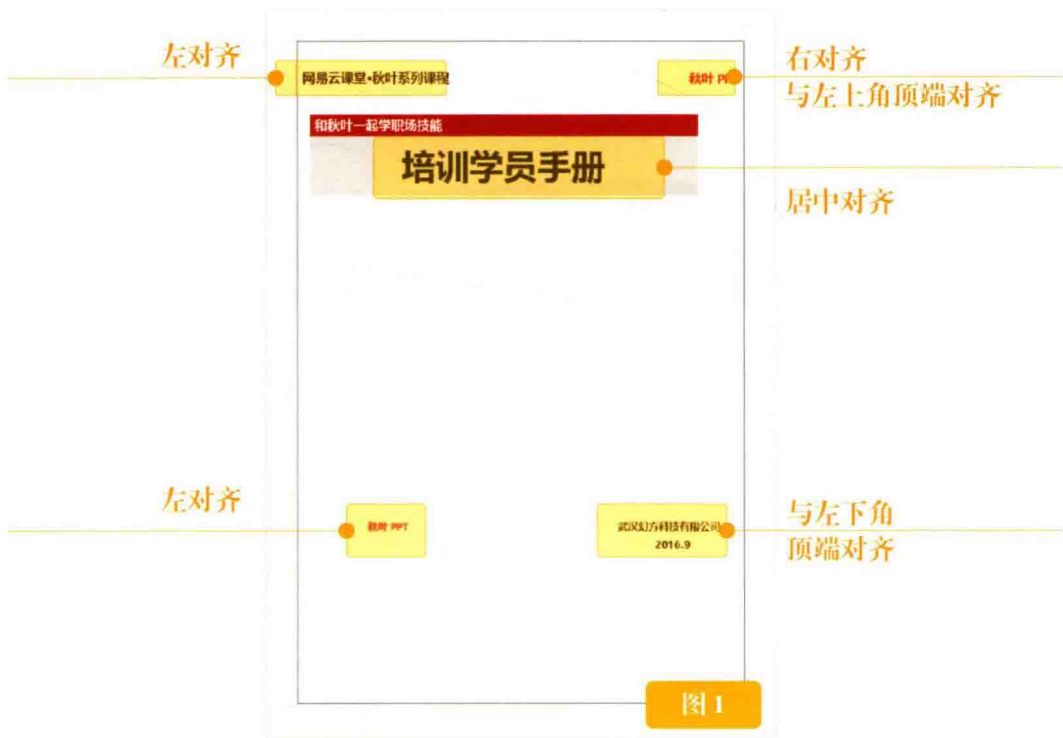 左对齐
网易云课堂•秋叶系列课程
秋叶 PP
右对齐
与左上角顶端对齐
和秋叶一起学职场技能
培训学员手册
居中对齐
左对齐
秋叶 PPT
武汉幻方科技有限公司
2016.9
与左下角
顶端对齐
图 1